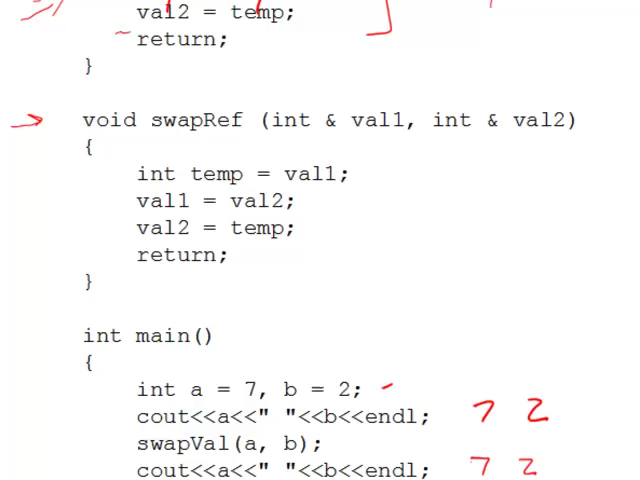 val2 = temp;
return;
}
void swapRef (int & val1, int & val2)
{
int temp = val1;
val1 = val2;
val2 = temp;
return;
}
int main()
{
int a = 7, b = 2;
cout<<a<<" "<<b<<endl; 7 2
swapVal(a, b);
cout<<a<<" "<<b<<endl; 7 2